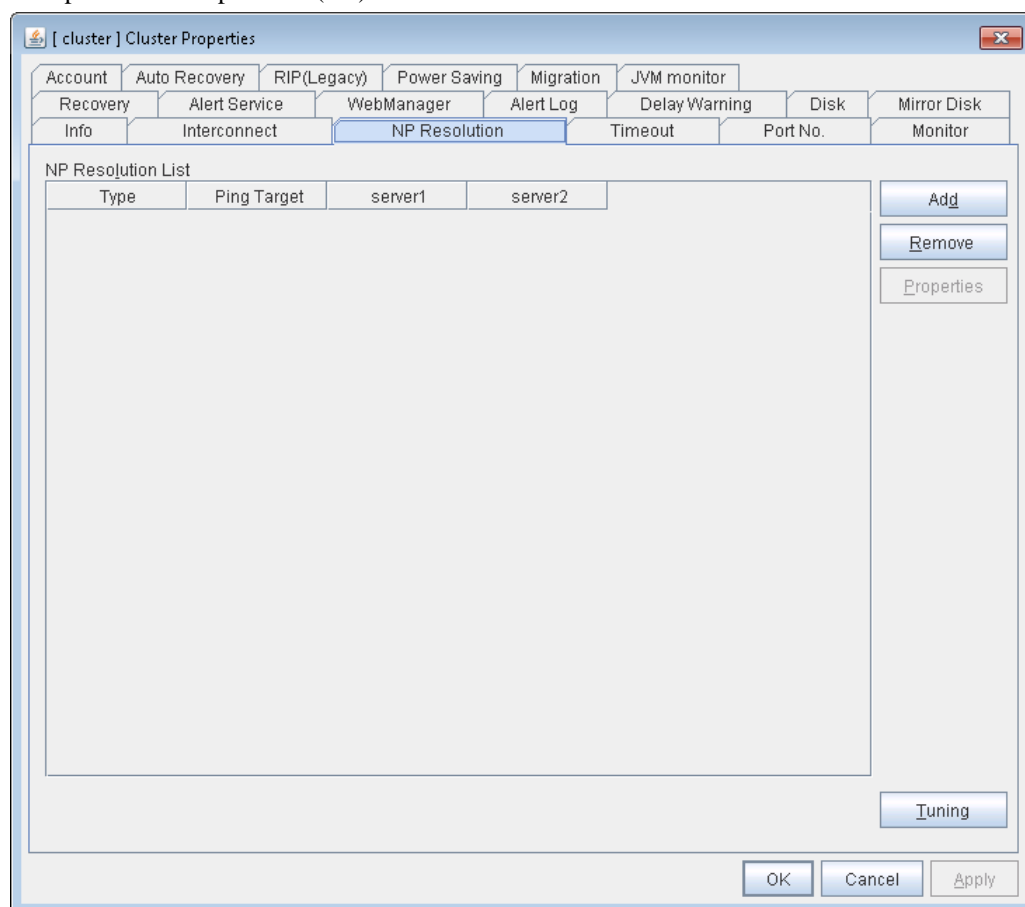 [ cluster ] Cluster Properties
Account Auto Recovery RIP(Legacy) Power Saving Migration JVM monitor
Recovery Alert Service WebManager Alert Log Delay Warning Disk Mirror Disk
Info Interconnect NP Resolution Timeout Port No. Monitor
NP Resolution List
Type Ping Target server1 server2
Add
Remove
Properties
Tuning
OK Cancel Apply